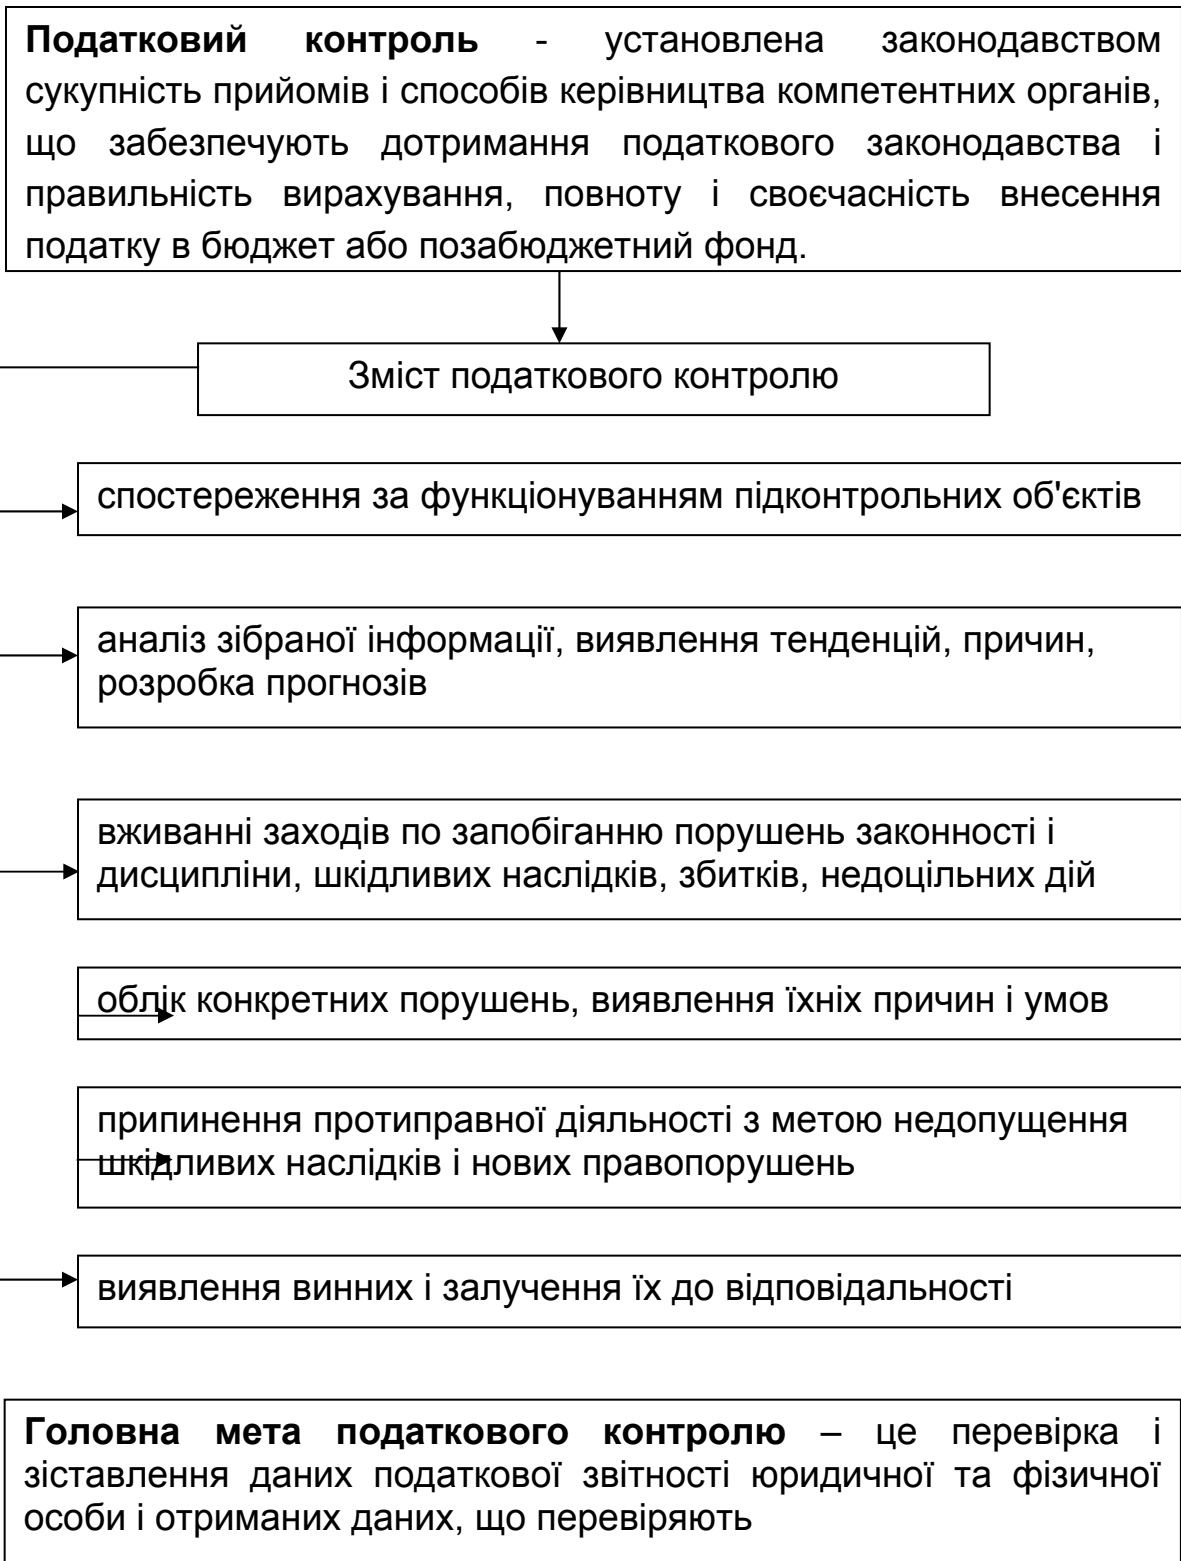 Податковий контроль - установлена законодавством
сукупність прийомів і способів керівництва компетентних органів,
що забезпечують дотримання податкового законодавства і
правильність вирахування, повноту і своєчасність внесення
податку в бюджет або позабюджетний фонд.
Зміст податкового контролю
спостереження за функціонуванням підконтрольних об'єктів
аналіз зібраної інформації, виявлення тенденцій, причин,
розробка прогнозів
вживанні заходів по запобіганню порушень законності і
дисципліни, шкідливих наслідків, збитків, недоцільних дій
облік конкретних порушень, виявлення їхніх причин і умов
припинення протиправної діяльності з метою недопущення
шкідливих наслідків і нових правопорушень
виявлення винних і залучення їх до відповідальності
Головна мета податкового контролю – це перевірка і
зіставлення даних податкової звітності юридичної та фізичної
особи і отриманих даних, що перевіряють